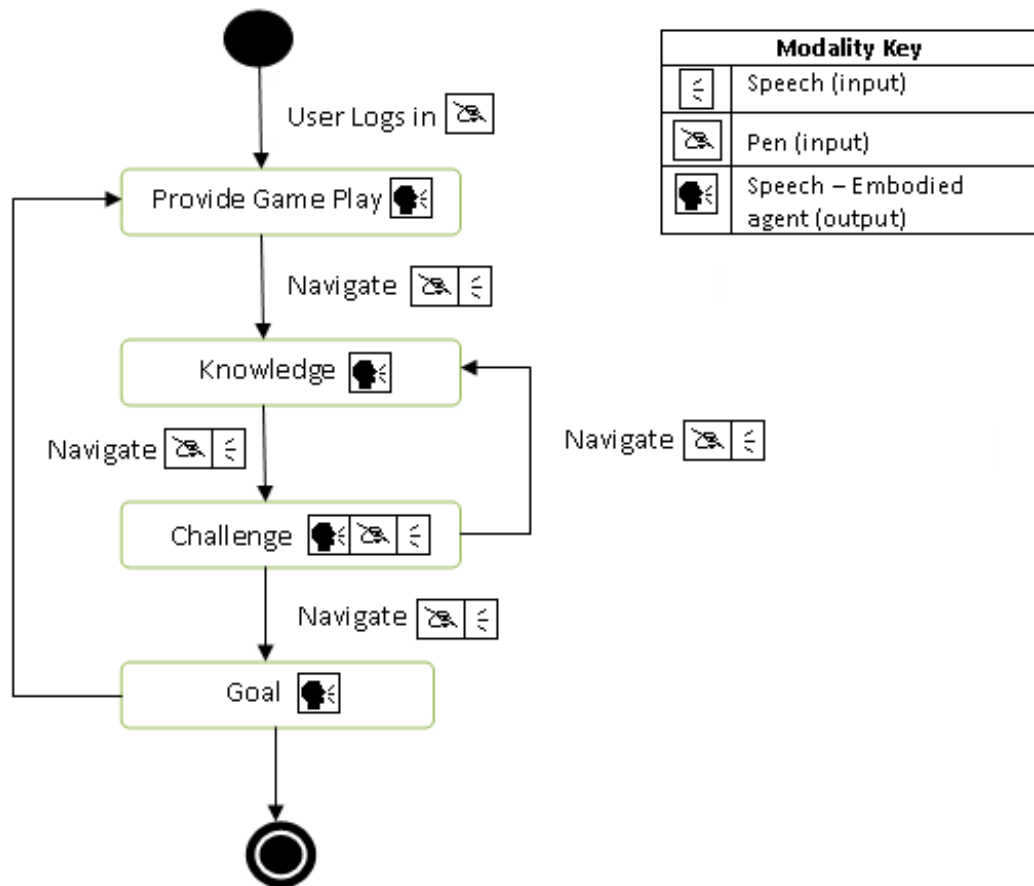 Modality Key
Speech (input)
Pen (input)
Speech – Embodied
agent (output)
User Logs in
Provide Game Play
Navigate
Knowledge
Navigate
Navigate
Challenge
Navigate
Goal